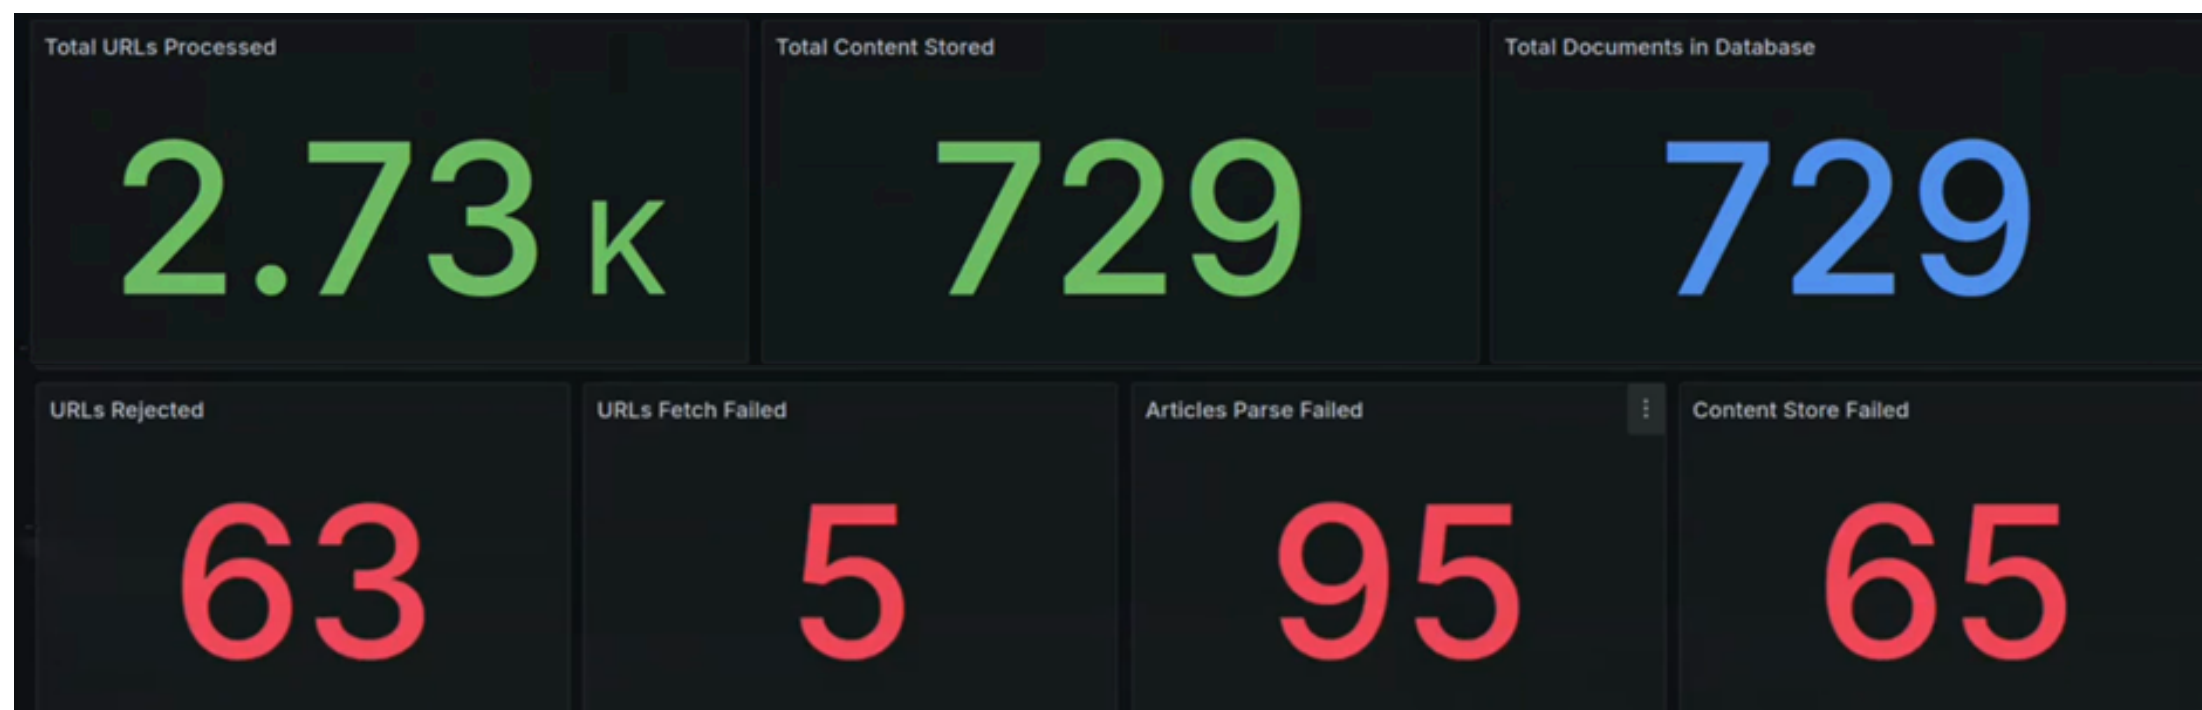 Total URLs Processed
2.73 K
Total Content Stored
729
Total Documents in Database
729
URLs Rejected
63
URLs Fetch Failed
5
Articles Parse Failed
95
Content Store Failed
65